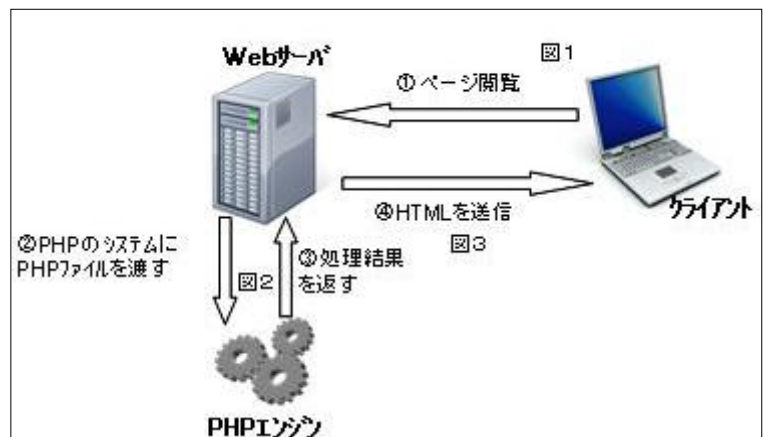 Webサーバ
図1
①ページ閲覧
④HTMLを送信
クライアント
図3
②PHPのシステムに
PHPファイルを渡す
図2
③処理結果
を返す
PHPエンジン